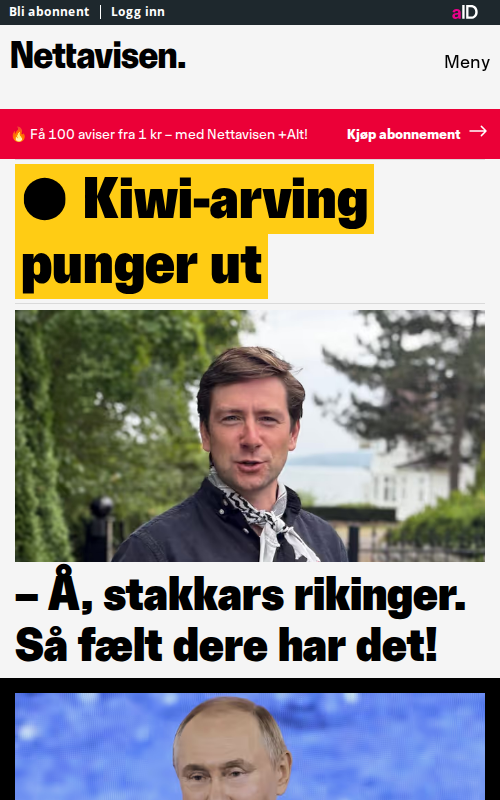 Bli abonnent | Logg inn
aID
Nettavisen.
Meny
🔥 Få 100 aviser fra 1 kr – med Nettavisen +Alt!
Kjøp abonnement →
● Kiwi-arving
punger ut
– Å, stakkars rikinger.
Så fælt dere har det!